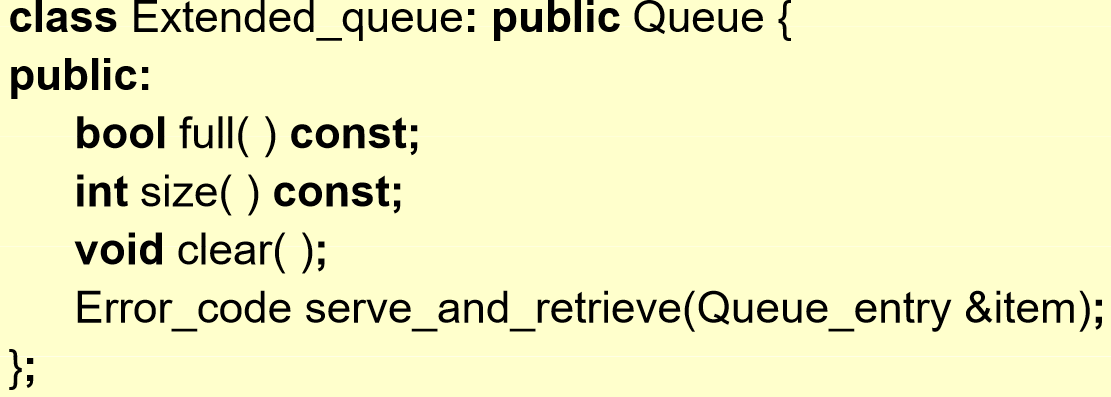 class Extended_queue: public Queue {
public:
bool full( ) const;
int size( ) const;
void clear( );
Error_code serve_and_retrieve(Queue_entry &item);
};